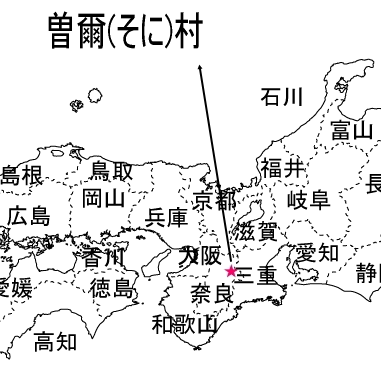 曽爾(そに)村
石川
富山
福井
島根
鳥取
岡山
京都
岐阜
広島
兵庫
滋賀
愛知
大阪
香川
三重
静
愛媛
徳島
奈良
和歌山
高知